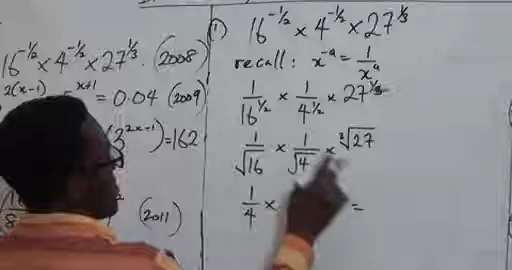 16^{-1/2} × 4^{-1/2} × 27^{1/3}. (2008
2(x-1) x+1 = 0.04 (2009
2x-1) = 162
(2011
① 16^{-1/2} × 4^{-1/2} × 27^{1/3}
recall: x^{-a} = 1/x^a
1/16^{1/2} × 1/4^{1/2} × 27^{1/3}
1/√16 × 1/√4 × ∛27
1/4 × =